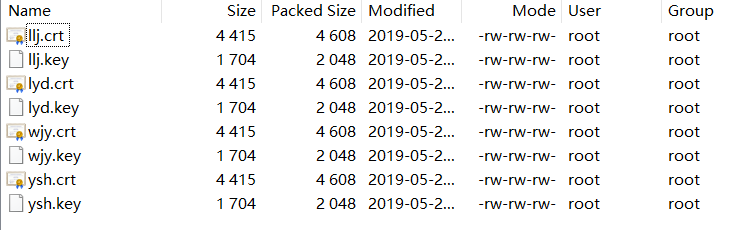 Name Size Packed Size Modified Mode User Group
llj.crt 4 415 4 608 2019-05-2... -rw-rw-rw- root root
llj.key 1 704 2 048 2019-05-2... -rw-rw-rw- root root
lyd.crt 4 415 4 608 2019-05-2... -rw-rw-rw- root root
lyd.key 1 704 2 048 2019-05-2... -rw-rw-rw- root root
wjy.crt 4 415 4 608 2019-05-2... -rw-rw-rw- root root
wjy.key 1 704 2 048 2019-05-2... -rw-rw-rw- root root
ysh.crt 4 415 4 608 2019-05-2... -rw-rw-rw- root root
ysh.key 1 704 2 048 2019-05-2... -rw-rw-rw- root root